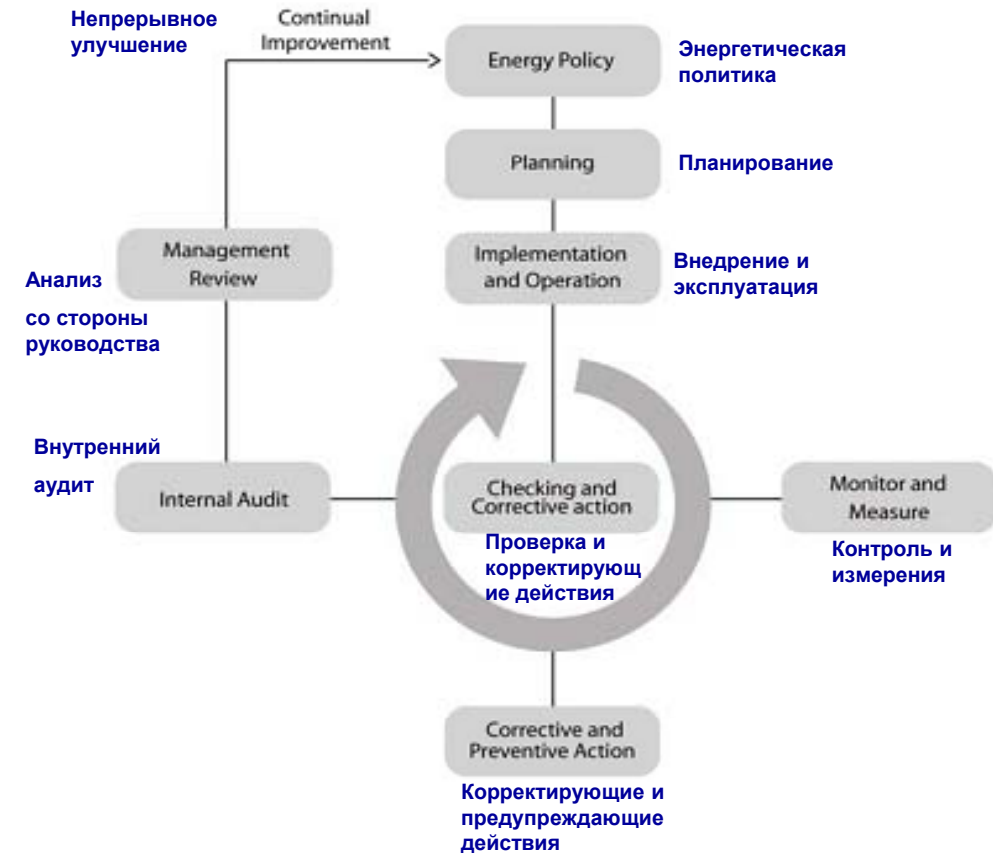 Непрерывное
улучшение
Continual
Improvement
Energy Policy
Энергетическая
политика
Planning
Планирование
Management
Review
Implementation
and Operation
Внедрение и
эксплуатация
Анализ
со стороны
руководства
Внутренний
аудит
Internal Audit
Checking and
Corrective action
Проверка и
корректирующ
ие действия
Monitor and
Measure
Контроль и
измерения
Corrective and
Preventive Action
Корректирующие и
предупреждающие
действия